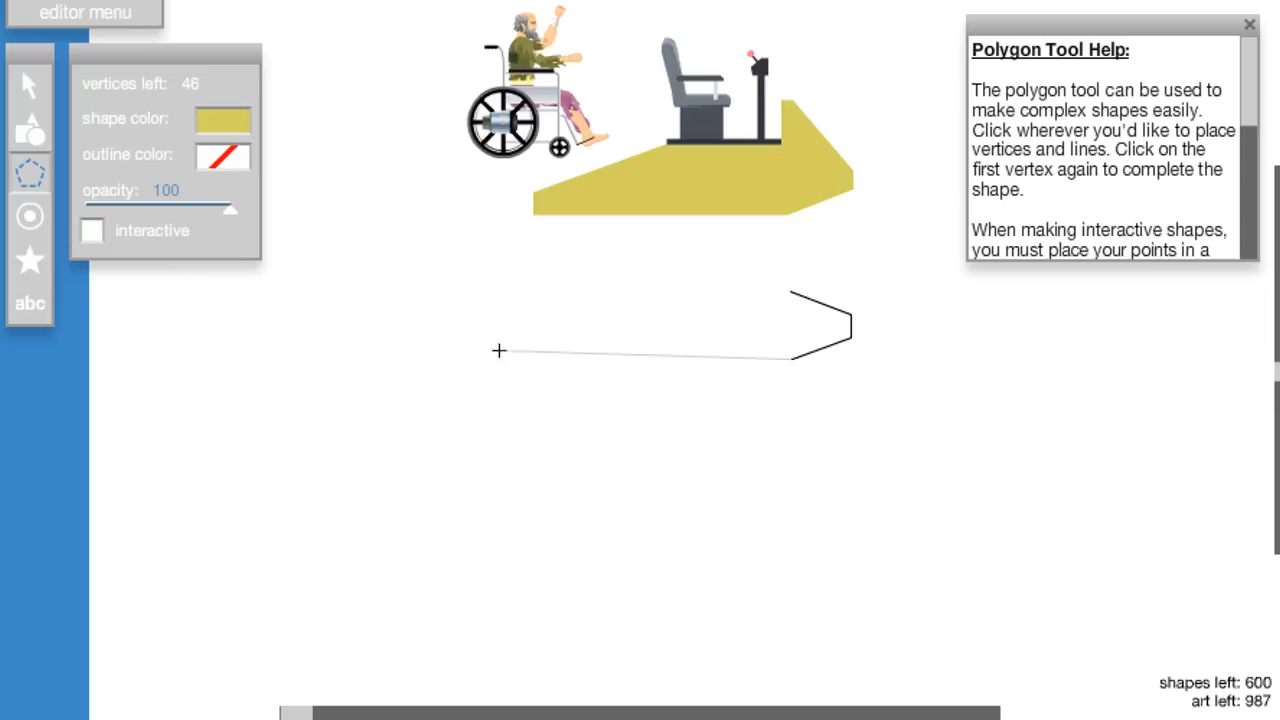 editor menu
vertices left: 46
shape color:
outline color:
opacity: 100
interactive
abc
Polygon Tool Help:
The polygon tool can be used to
make complex shapes easily.
Click wherever you'd like to place
vertices and lines. Click on the
first vertex again to complete the
shape.
When making interactive shapes,
you must place your points in a
shapes left: 600
art left: 987